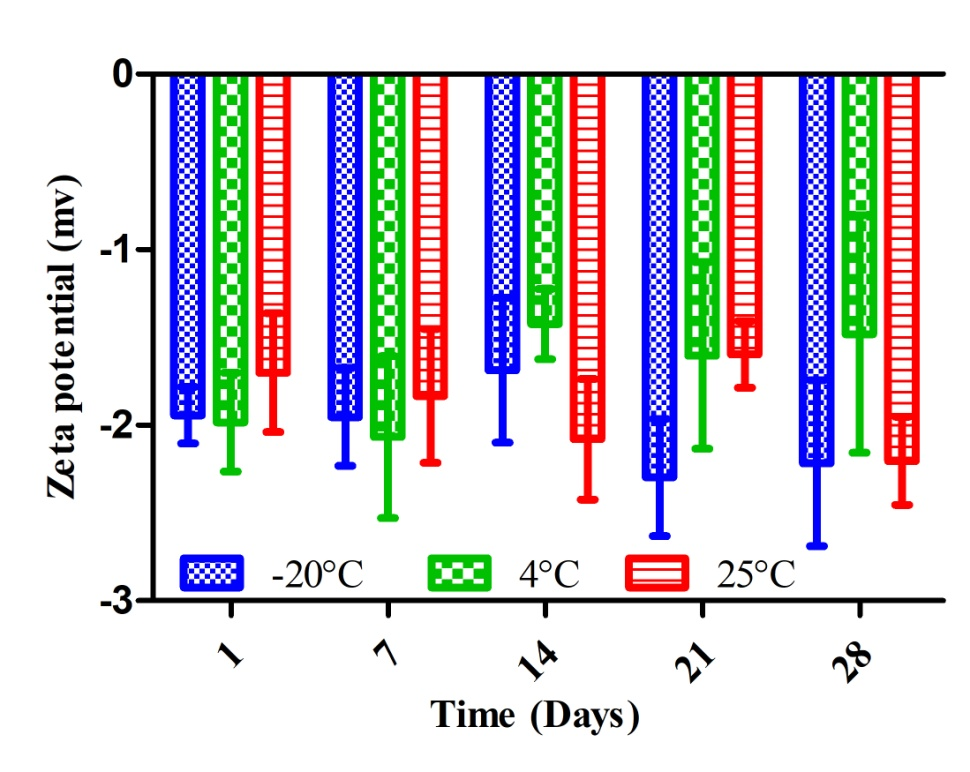 0
-1
-2
-3
Zeta potential (mv)
-20°C 4°C 25°C
1 7 14 21 28
Time (Days)